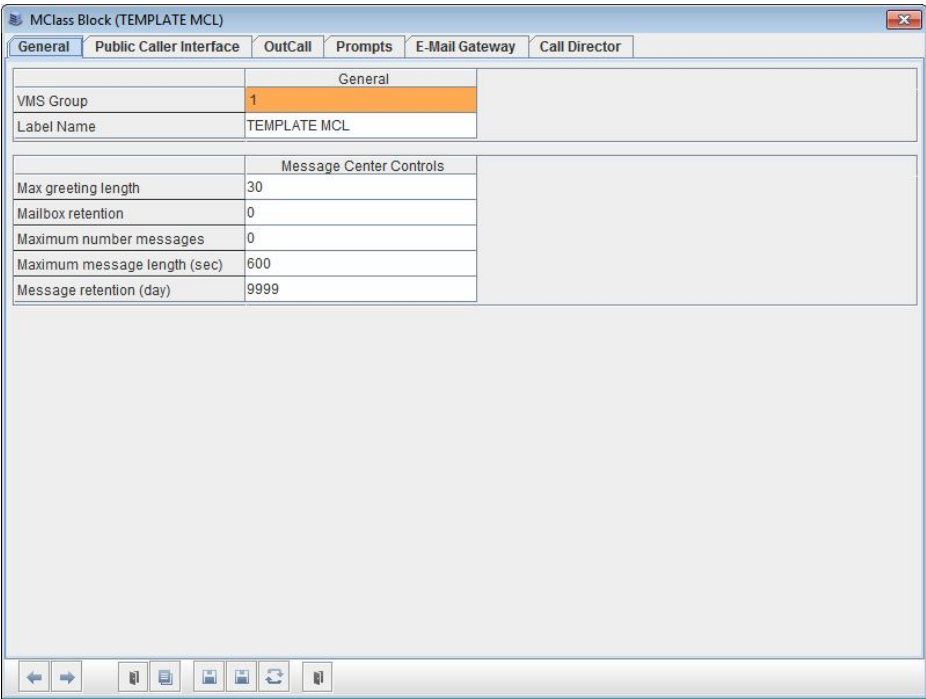 MClass Block (TEMPLATE MCL)
General Public Caller Interface OutCall Prompts E-Mail Gateway Call Director
General
VMS Group 1
Label Name TEMPLATE MCL
Message Center Controls
Max greeting length 30
Mailbox retention 0
Maximum number messages 0
Maximum message length (sec) 600
Message retention (day) 9999